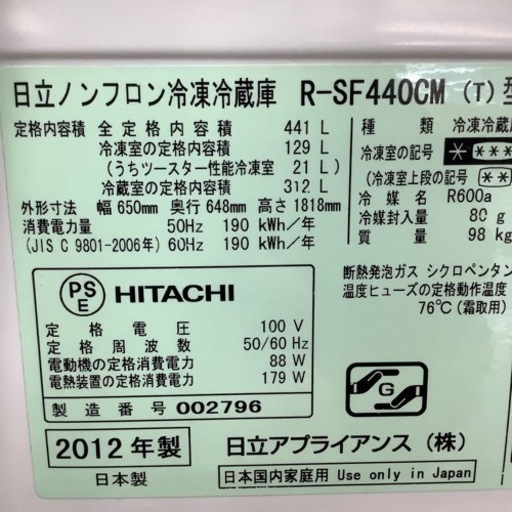 日立ノンフロン冷凍冷蔵庫 R-SF440CM (T) 型
定格内容積 全定格内容積 441 L
冷凍室の定格内容積 129 L
(うちツースター性能冷凍室 21 L)
冷蔵室の定格内容積 312 L
外形寸法 幅 650mm 奥行 648mm 高さ 1818mm
消費電力量 50Hz 190 kWh/年
(JIS C 9801-2006年) 60Hz 190 kWh/年
種類 冷凍冷蔵
冷凍室の記号 ****
(冷凍室上段の記号 (**)
冷媒名 R600a
冷媒封入量 80 g
質量 98 kg
断熱発泡ガス シクロペンタン
温度ヒューズの定格動作温度
76℃(霜取用)
PSE
HITACHI
定格電圧 100 V
定格周波数 50/60 Hz
電動機の定格消費電力 88 W
電熱装置の定格消費電力 179 W
製造番号 002796
G
2012 年製
日立アプライアンス (株)
日本製
日本国内家庭用 Use only in Japan